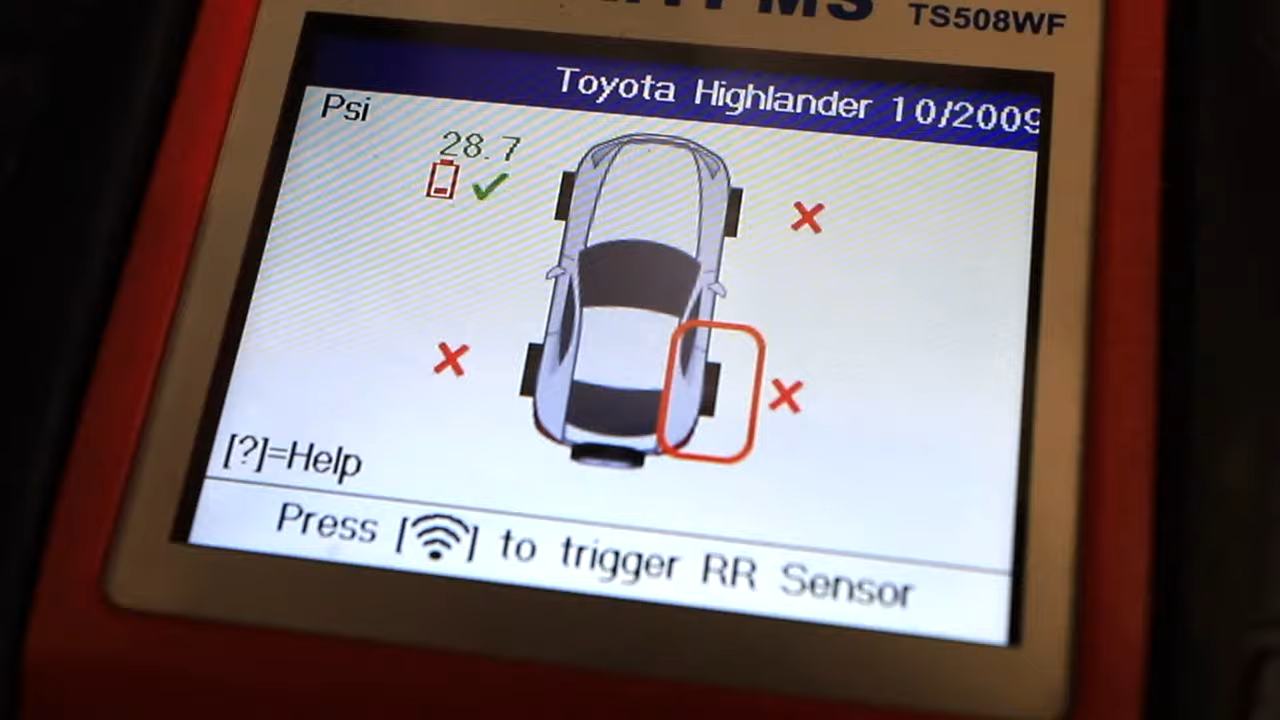 TS508WF
Toyota Highlander 10/2009
Psi
28.7
[?]=Help
Press [ ] to trigger RR Sensor